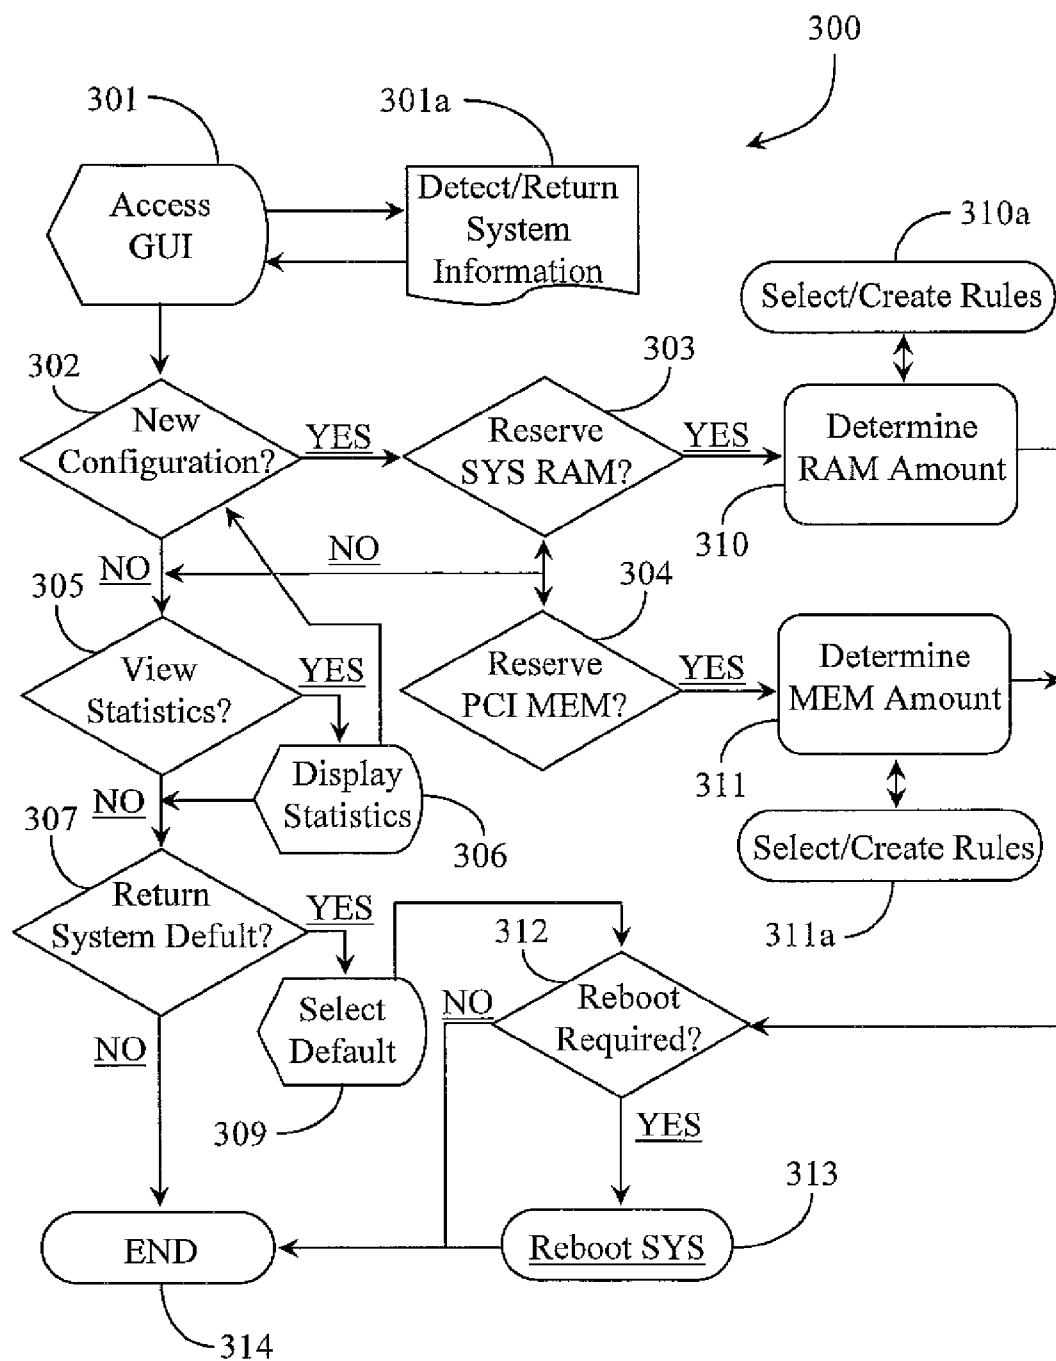 300
301
301a
Access
GUI
Detect/Return
System
Information
310a
Select/Create Rules
302
303
New
Configuration?
YES
Reserve
SYS RAM?
YES
Determine
RAM Amount
310
NO
NO
305
304
View
Statistics?
YES
Reserve
PCI MEM?
YES
Determine
MEM Amount
311
Display
Statistics
NO
306
307
Select/Create Rules
311a
Return
System Defult?
YES
312
Select
Default
NO
Reboot
Required?
NO
309
YES
313
END
Reboot SYS
314